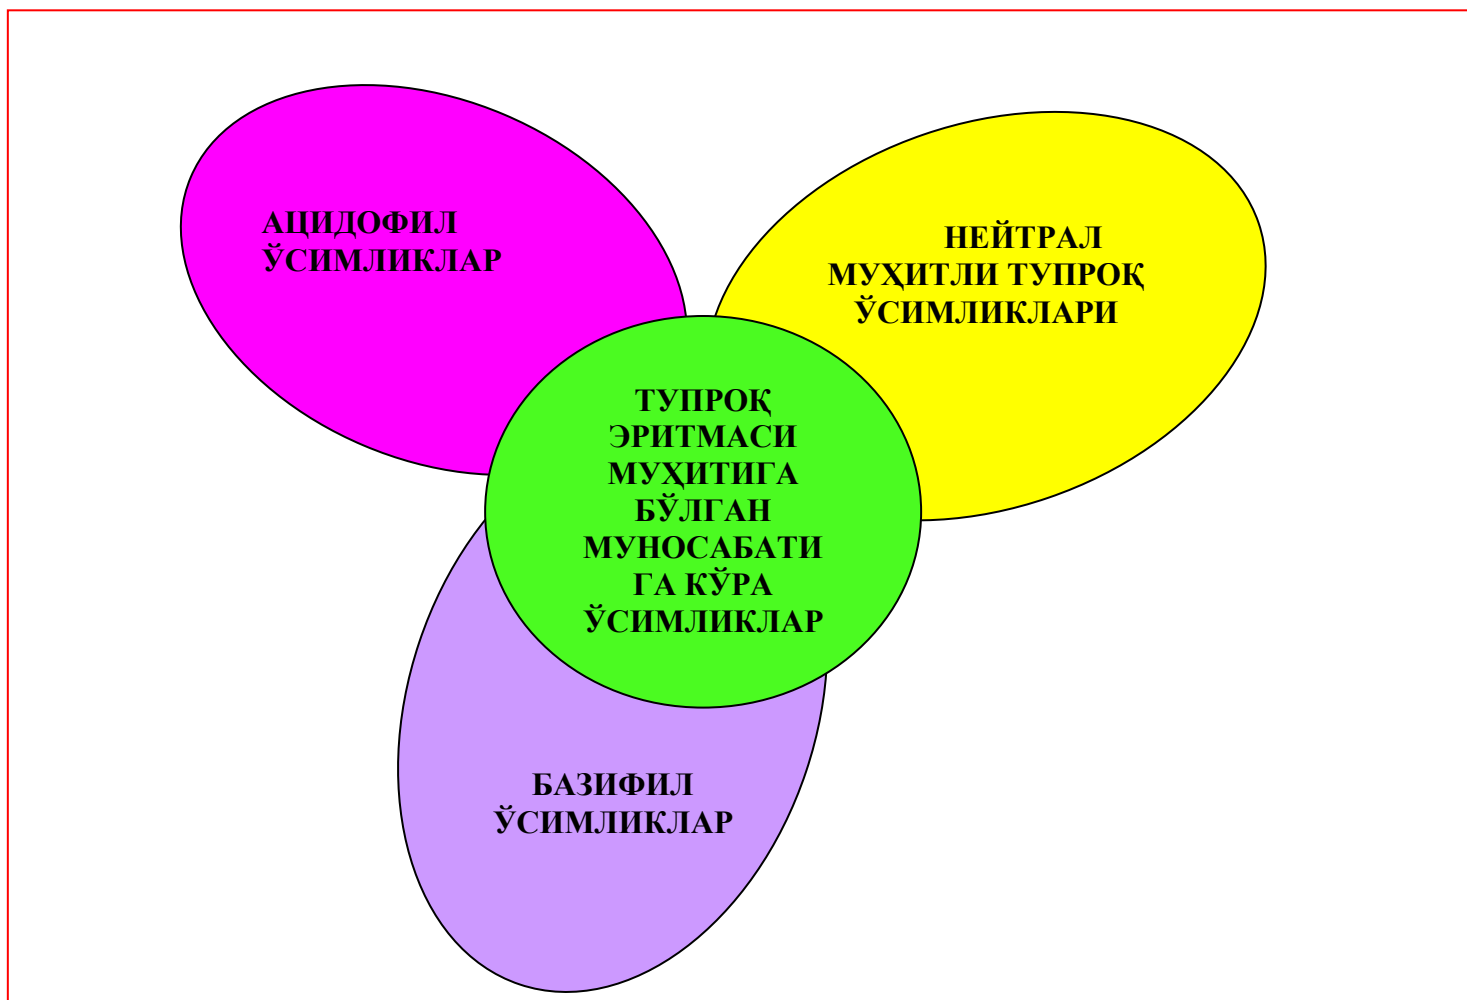 АЦИДОФИЛ
ЎСИМЛИКЛАР
НЕЙТРАЛ
МУҲИТЛИ ТУПРОҚ
ЎСИМЛИКЛАРИ
ТУПРОҚ
ЭРИТМАСИ
МУҲИТИГА
БЎЛГАН
МУНОСАБАТИ
ГА КЎРА
ЎСИМЛИКЛАР
БАЗИФИЛ
ЎСИМЛИКЛАР